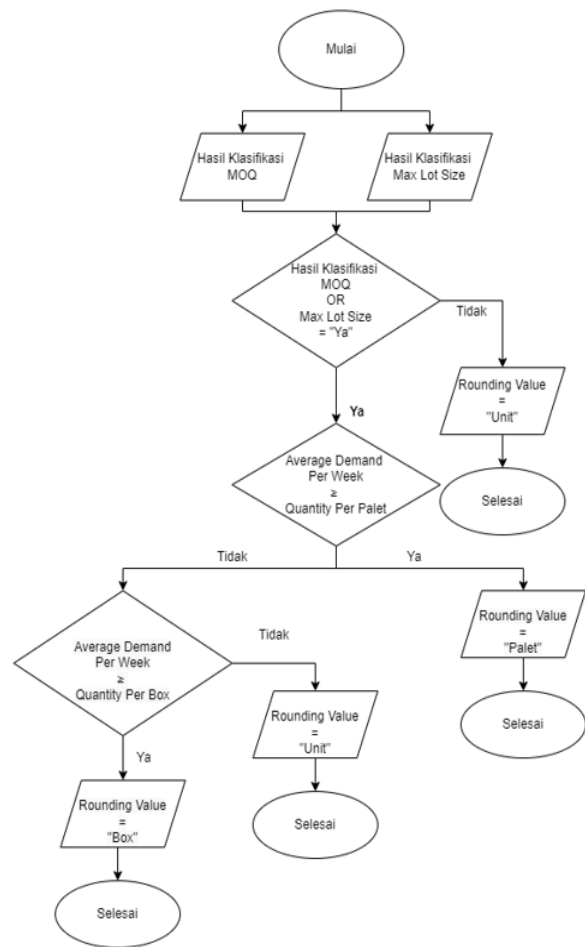 Mulai
Hasil Klasifikasi
MOQ
Hasil Klasifikasi
Max Lot Size
Hasil Klasifikasi
MOQ
OR
Max Lot Size
= "Ya"
Tidak
Rounding Value
=
"Unit"
Selesai
Ya
Average Demand
Per Week
≥
Quantity Per Palet
Tidak
Ya
Rounding Value
=
"Palet"
Selesai
Average Demand
Per Week
≥
Quantity Per Box
Tidak
Rounding Value
=
"Unit"
Selesai
Ya
Rounding Value
=
"Box"
Selesai